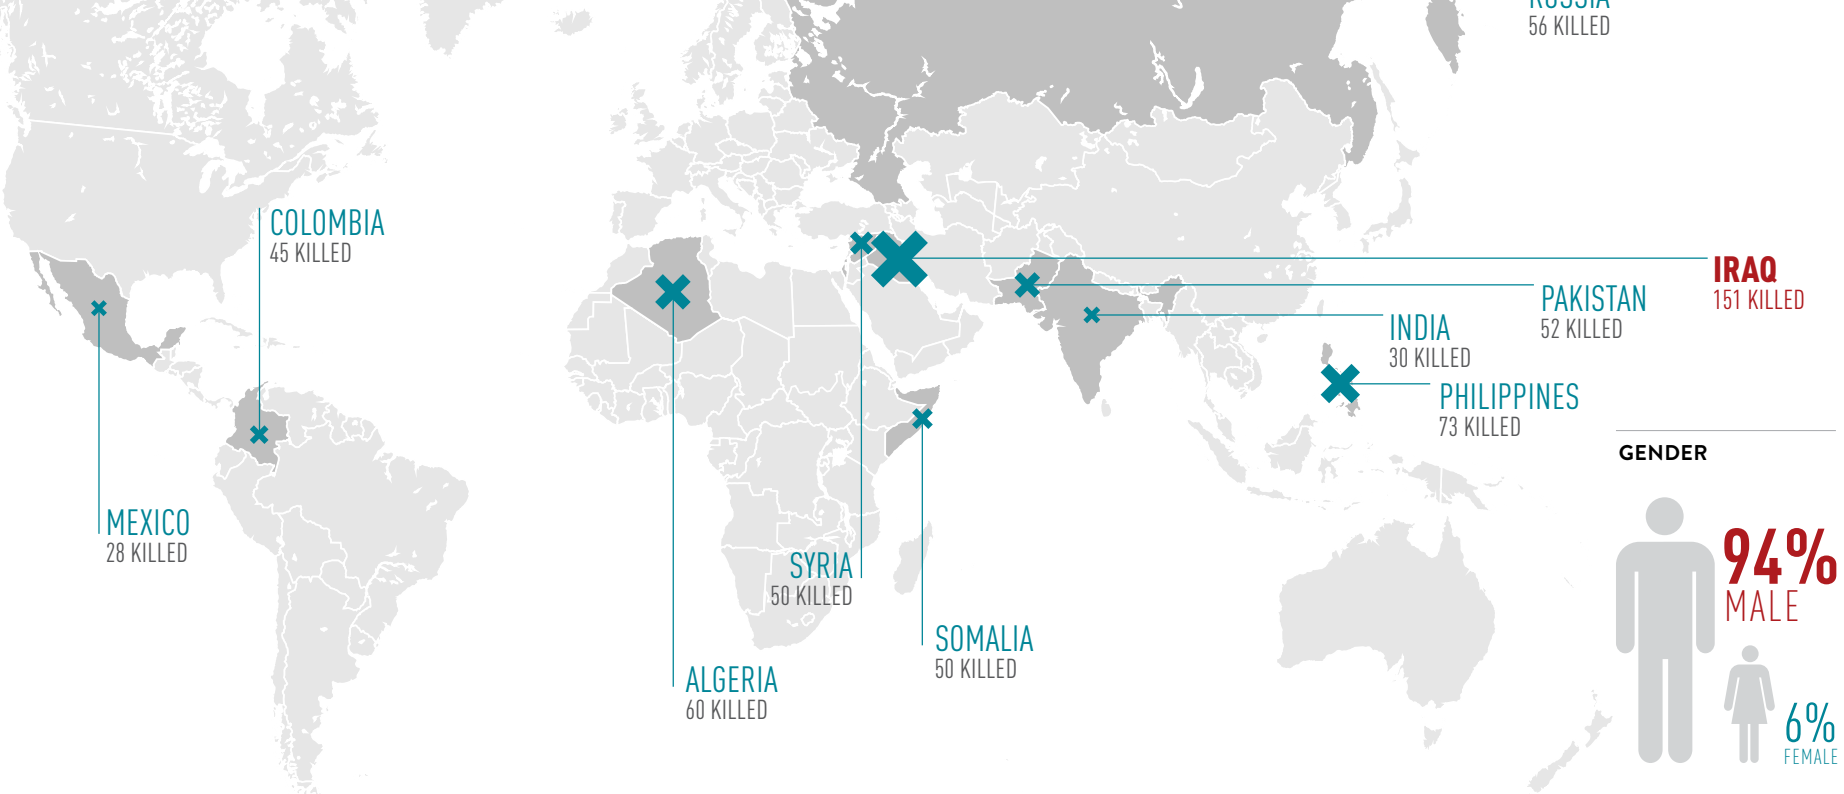 RUSSIA
56 KILLED
COLOMBIA
45 KILLED
IRAQ
151 KILLED
PAKISTAN
52 KILLED
INDIA
30 KILLED
PHILIPPINES
73 KILLED
GENDER
MEXICO
28 KILLED
94%
MALE
SYRIA
50 KILLED
SOMALIA
50 KILLED
ALGERIA
60 KILLED
6%
FEMALE